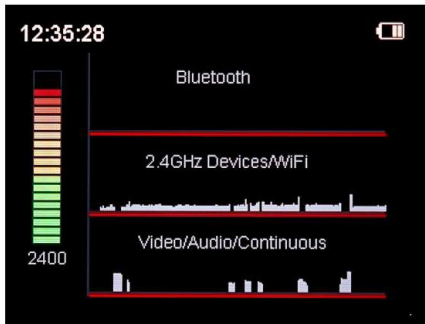 12:35:28
Bluetooth
2.4GHz Devices/WiFi
2400
Video/Audio/Continuous